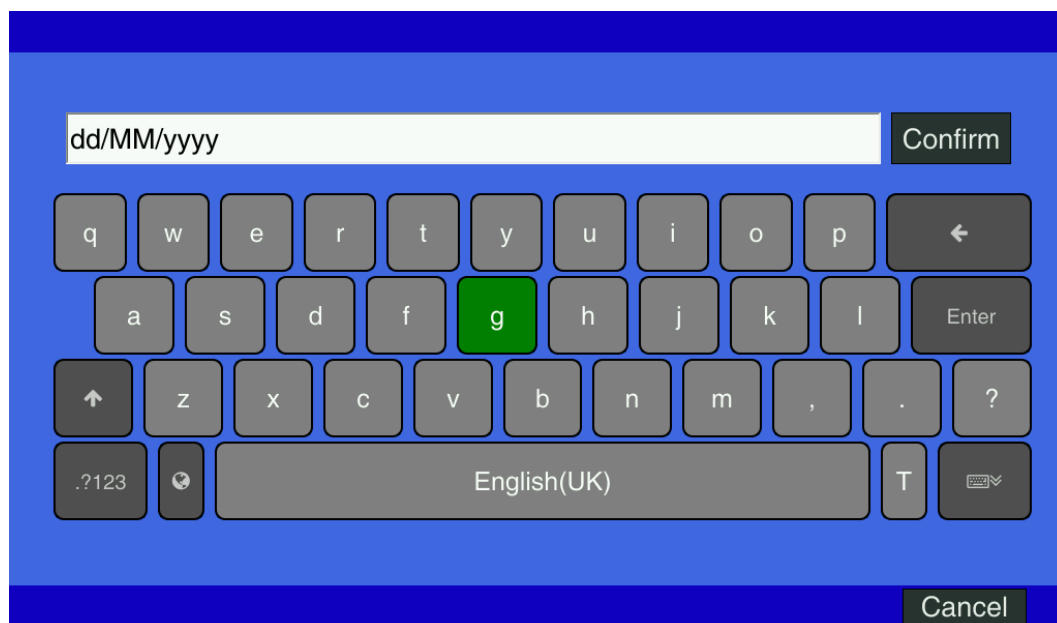 dd/MM/yyyy Confirm
q w e r t y u i o p
a s d f g h j k l Enter
z x c v b n m , . ?
.?123 English(UK) T
Cancel